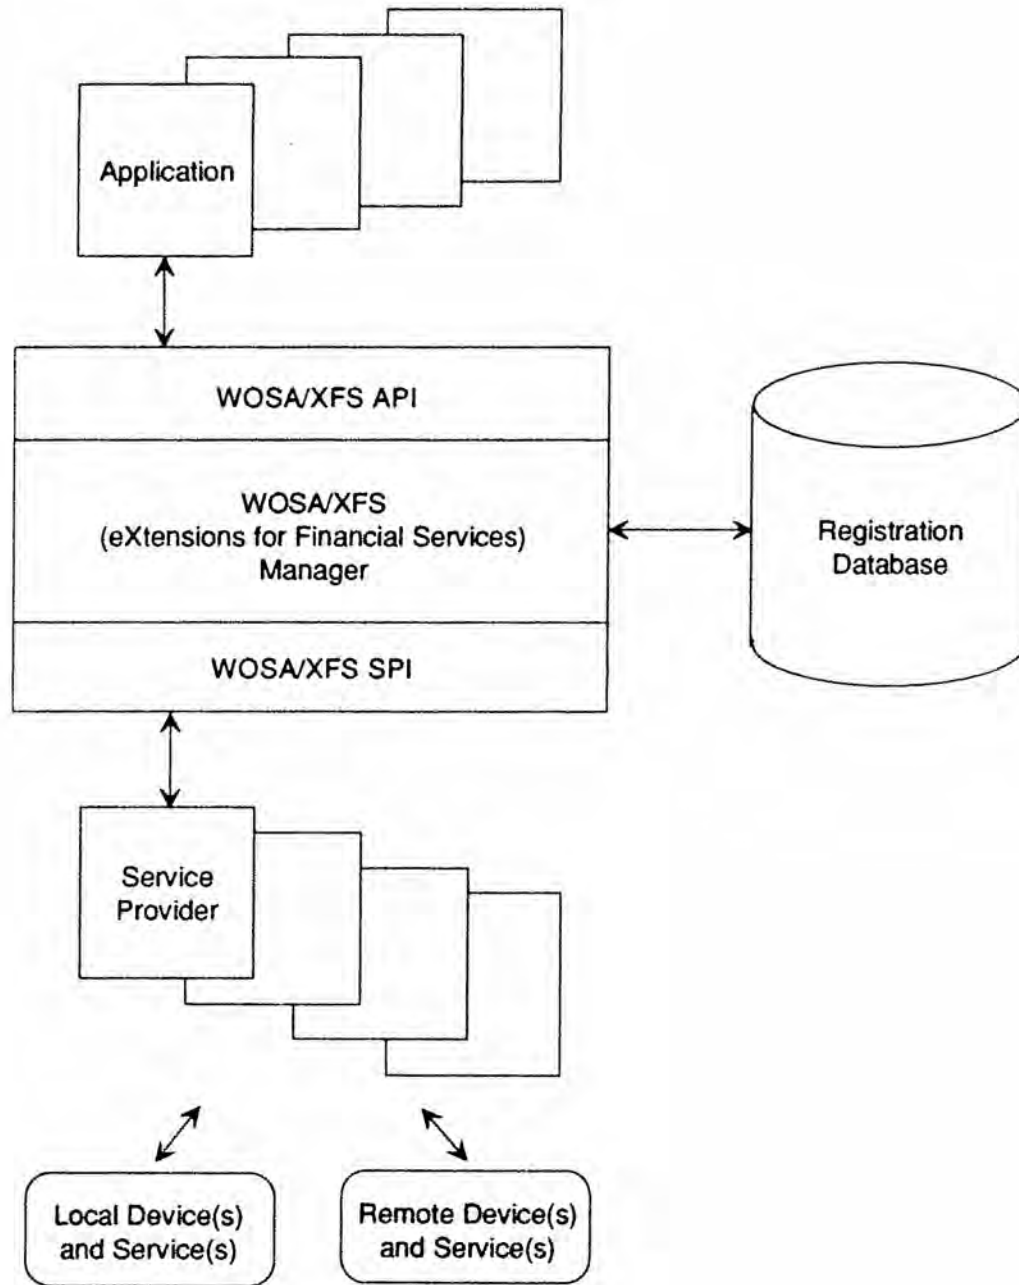 Application
WOSA/XFS API
WOSA/XFS
(eXtensions for Financial Services)
Manager
Registration
Database
WOSA/XFS SPI
Service
Provider
Local Device(s)
and Service(s)
Remote Device(s)
and Service(s)